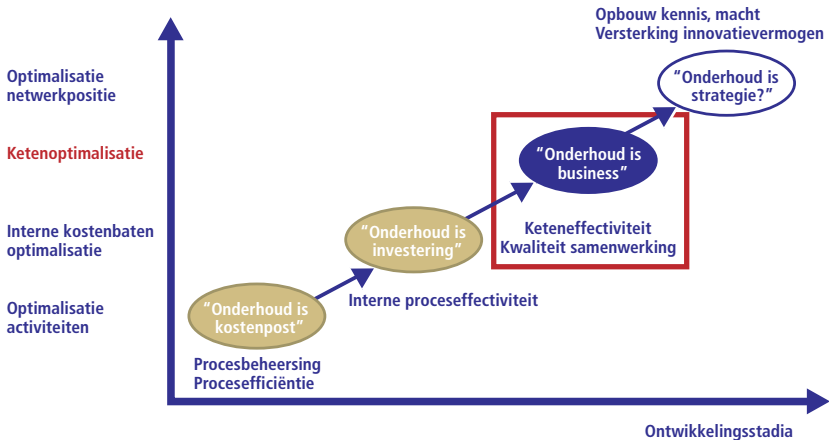 Opbouw kennis, macht
Versterking innovatievermogen
Optimalisatie
netwerkpositie
“Onderhoud is
strategie?”
Ketenoptimalisatie
“Onderhoud is
business”
Interne kostenbaten
optimalisatie
“Onderhoud is
investering”
Keteneffectiviteit
Kwaliteit samenwerking
Optimalisatie
activiteiten
“Onderhoud is
kostenpost”
Interne proceseffectiviteit
Procesbeheersing
Procesefficiëntie
Ontwikkelingsstadia